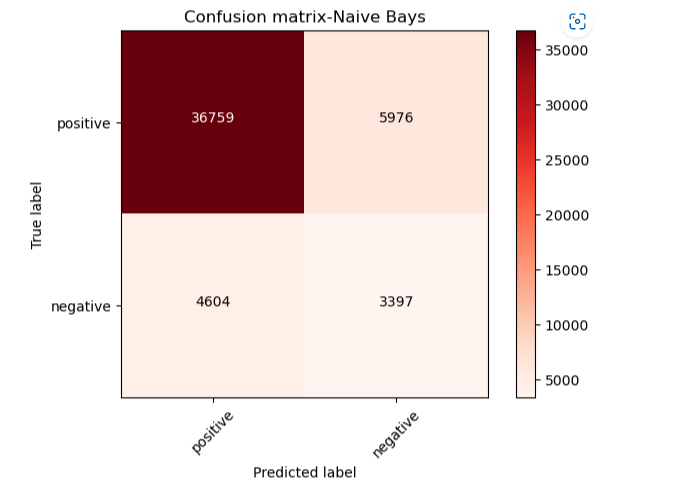 Confusion matrix-Naive Bays
True label
positive
negative
36759
5976
4604
3397
positive
negative
Predicted label
35000
30000
25000
20000
15000
10000
5000